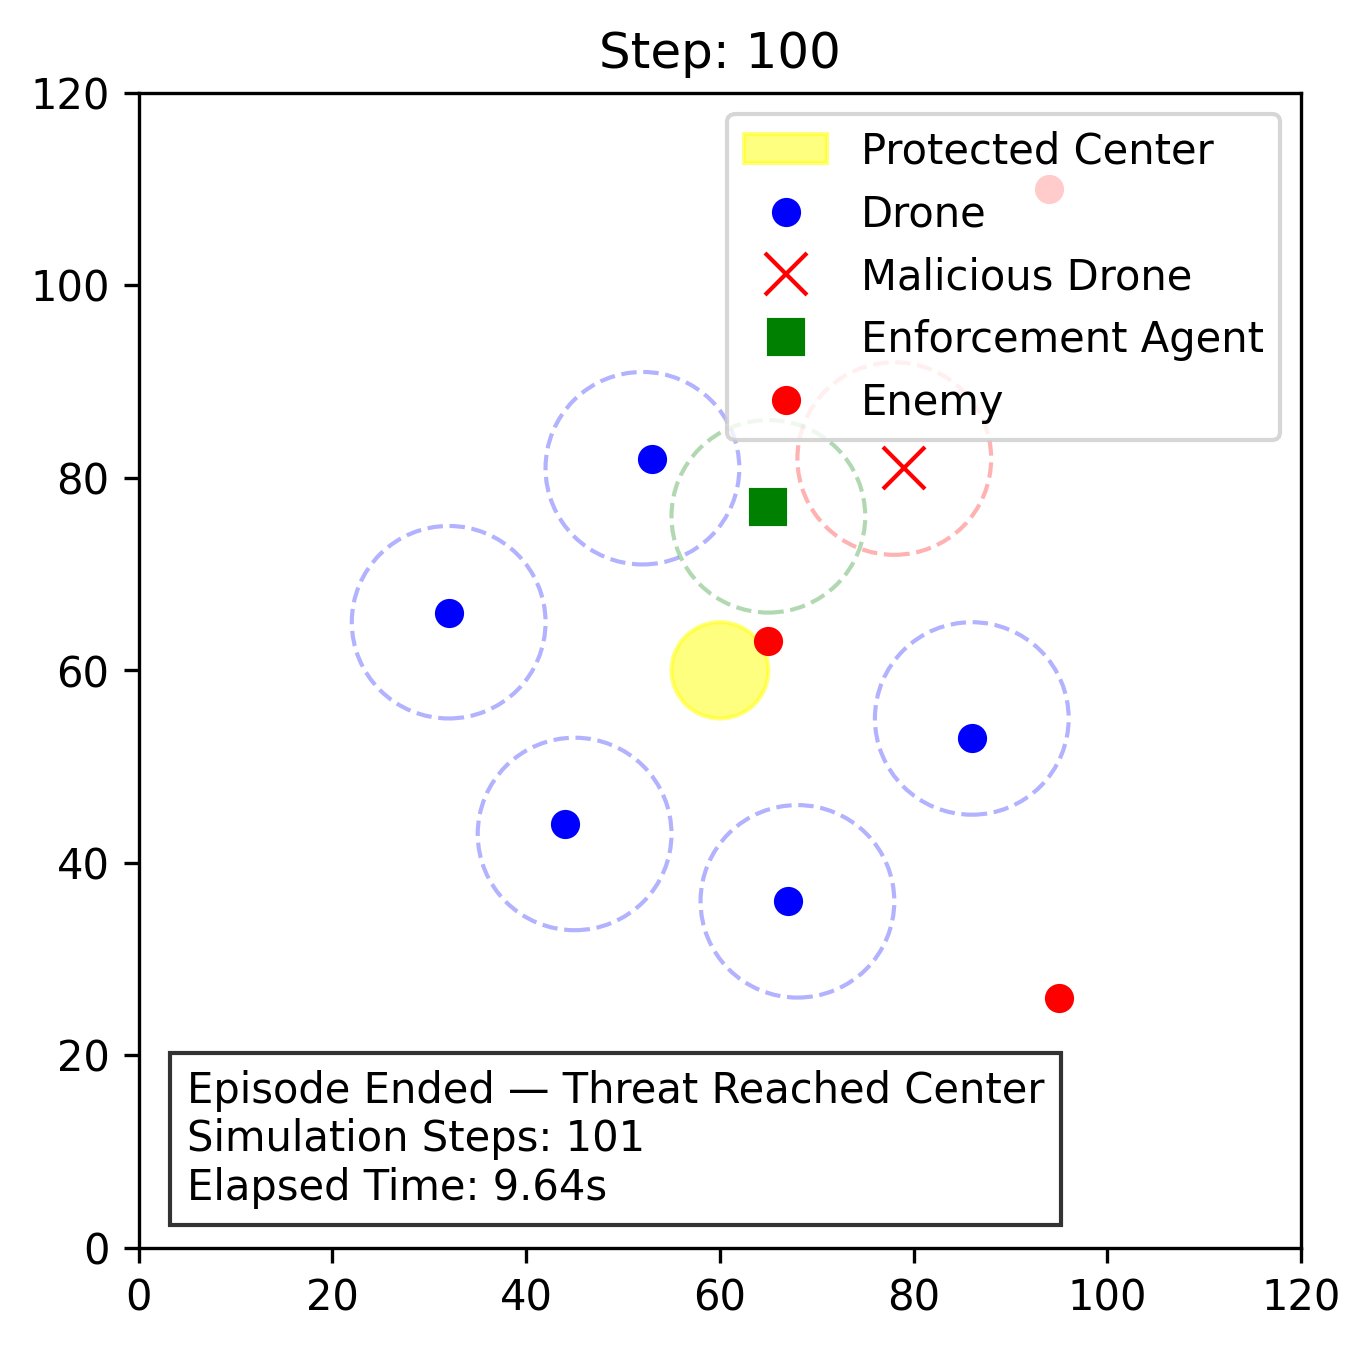 Step: 100
120
100
80
60
40
20
0
Protected Center
Drone
Malicious Drone
Enforcement Agent
Enemy
Episode Ended — Threat Reached Center
Simulation Steps: 101
Elapsed Time: 9.64s
0 20 40 60 80 100 120